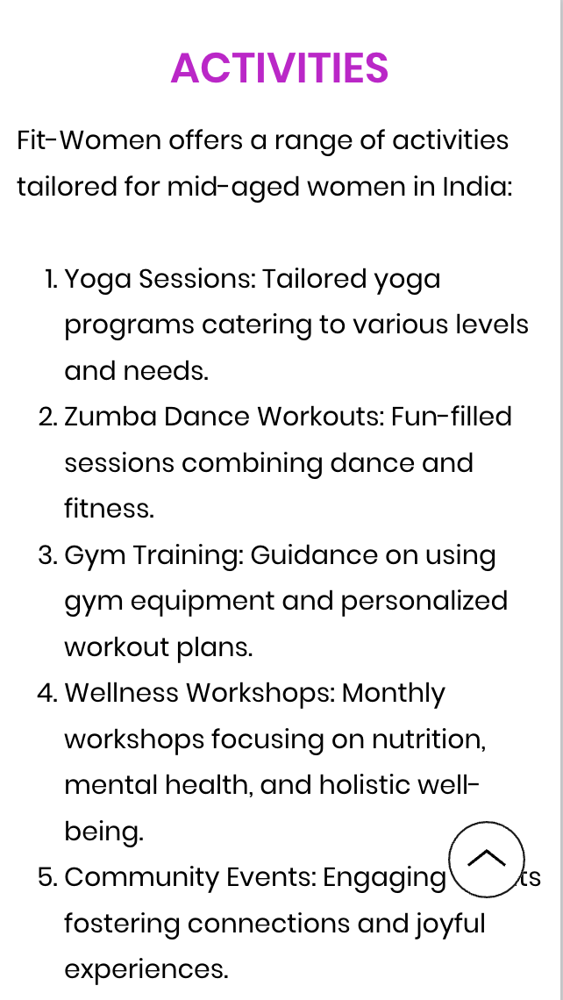 ACTIVITIES
Fit-Women offers a range of activities
tailored for mid-aged women in India:
1. Yoga Sessions: Tailored yoga
programs catering to various levels
and needs.
2. Zumba Dance Workouts: Fun-filled
sessions combining dance and
fitness.
3. Gym Training: Guidance on using
gym equipment and personalized
workout plans.
4. Wellness Workshops: Monthly
workshops focusing on nutrition,
mental health, and holistic well-
being.
5. Community Events: Engaging
fostering connections and joyful
experiences.